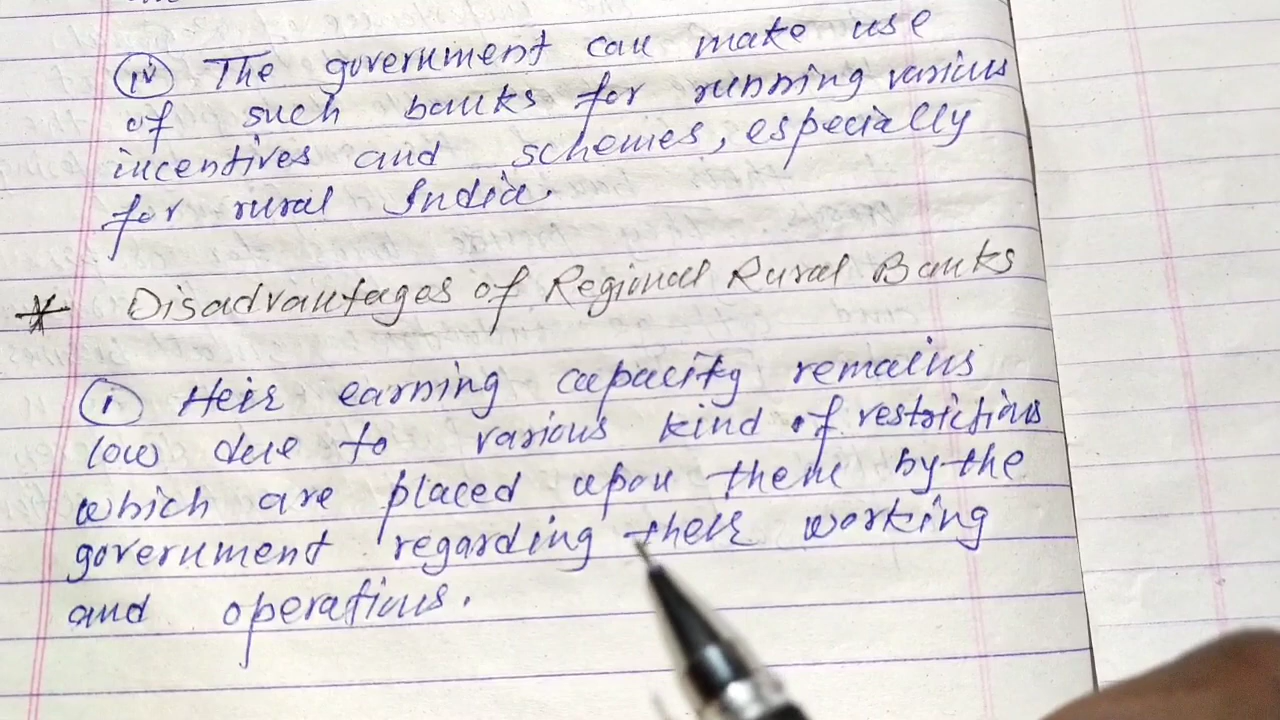 (iv) The government can make use
of such banks for running various
incentives and schemes, especially
for rural India.
* Disadvantages of Regional Rural Banks
(i) Heir earning capacity remains
low due to various kind of restrictions
which are placed upon them by the
government regarding their working
and operations.